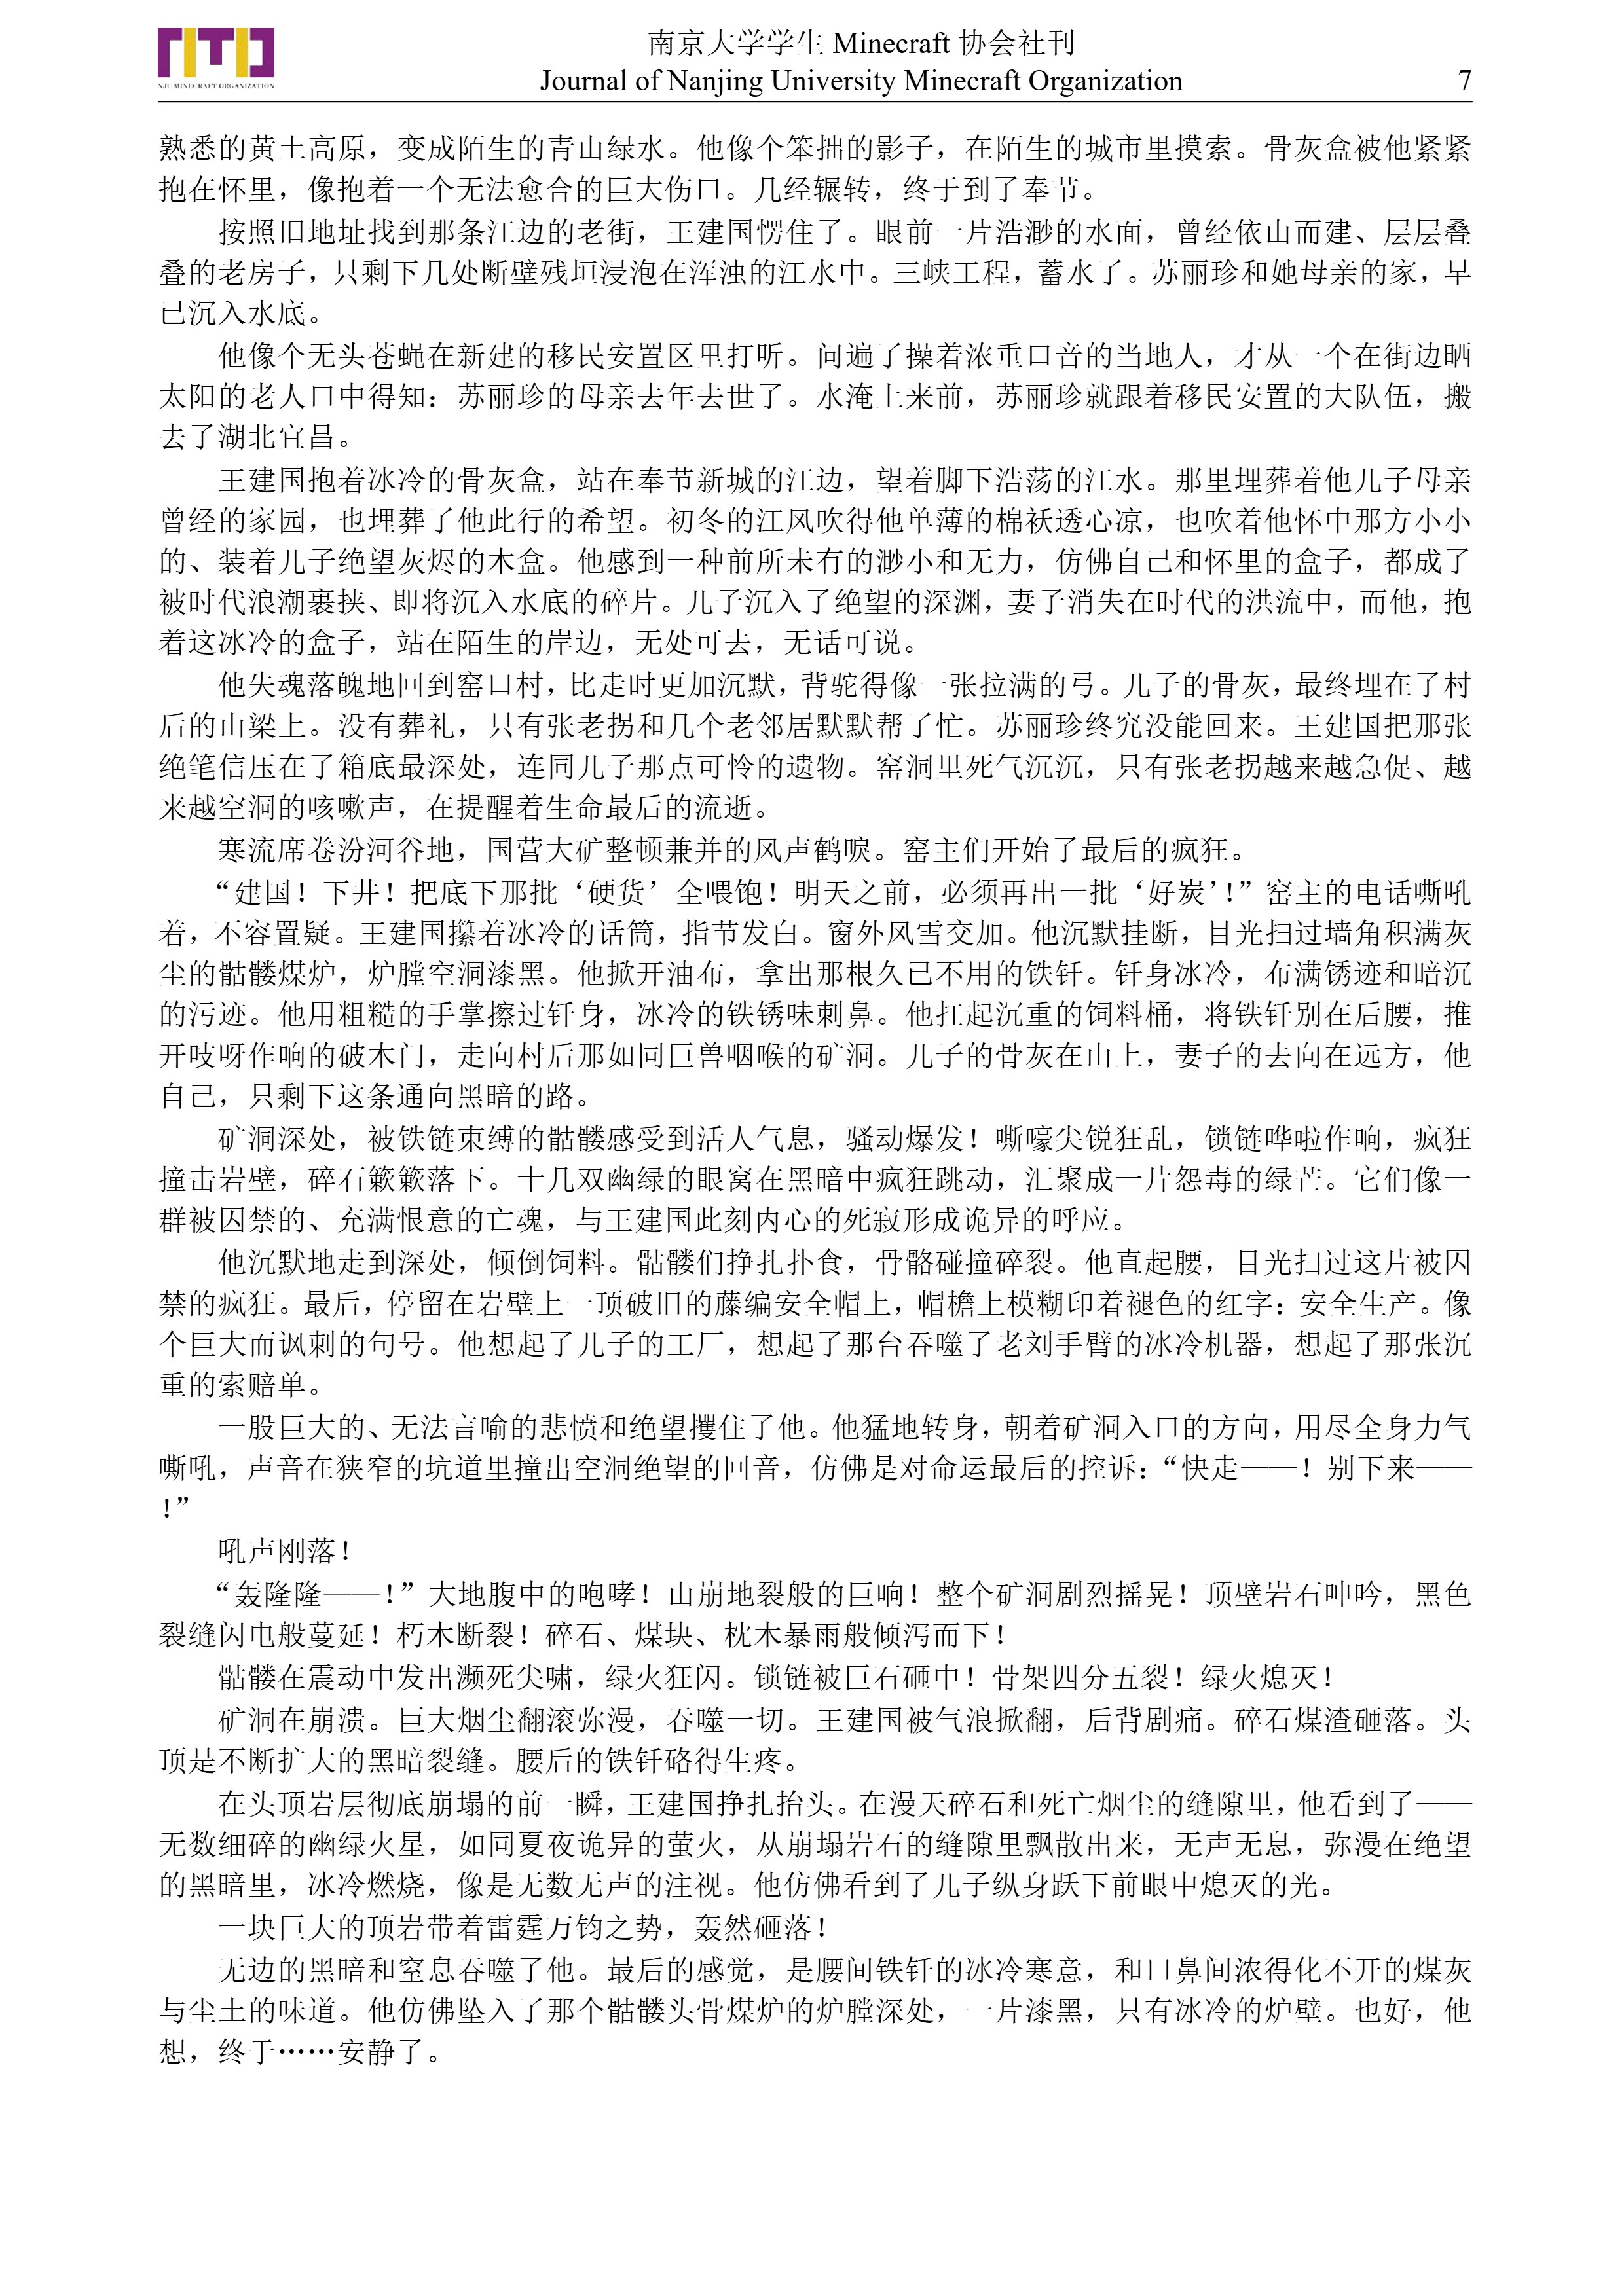 南京大学学生 Minecraft 协会社刊
NJU MINECRAFT ORGANIZATION
Journal of Nanjing University Minecraft Organization 7
熟悉的黄土高原，变成陌生的青山绿水。他像个笨拙的影子，在陌生的城市里摸索。骨灰盒被他紧紧
抱在怀里，像抱着一个无法愈合的巨大伤口。几经辗转，终于到了奉节。
按照旧地址找到那条江边的老街，王建国愣住了。眼前一片浩渺的水面，曾经依山而建、层层叠
叠的老房子，只剩下几处断壁残垣浸泡在浑浊的江水中。三峡工程，蓄水了。苏丽珍和她母亲的家，早
已沉入水底。
他像个无头苍蝇在新建的移民安置区里打听。问遍了操着浓重口音的当地人，才从一个在街边晒
太阳的老人口中得知：苏丽珍的母亲去年去世了。水淹上来前，苏丽珍就跟着移民安置的大队伍，搬
去了湖北宜昌。
王建国抱着冰冷的骨灰盒，站在奉节新城的江边，望着脚下浩荡的江水。那里埋葬着他儿子母亲
曾经的家园，也埋葬了他此行的希望。初冬的江风吹得他单薄的棉袄透心凉，也吹着他怀中那方小小
的、装着儿子绝望灰烬的木盒。他感到一种前所未有的渺小和无力，仿佛自己和怀里的盒子，都成了
被时代浪潮裹挟、即将沉入水底的碎片。儿子沉入了绝望的深渊，妻子消失在时代的洪流中，而他，抱
着这冰冷的盒子，站在陌生的岸边，无处可去，无话可说。
他失魂落魄地回到窑口村，比走时更加沉默，背驼得像一张拉满的弓。儿子的骨灰，最终埋在了村
后的山梁上。没有葬礼，只有张老拐和几个老邻居默默帮了忙。苏丽珍终究没能回来。王建国把那张
绝笔信压在了箱底最深处，连同儿子那点可怜的遗物。窑洞里死气沉沉，只有张老拐越来越急促、越
来越空洞的咳嗽声，在提醒着生命最后的流逝。
寒流席卷汾河谷地，国营大矿整顿兼并的风声鹤唳。窑主们开始了最后的疯狂。
“建国！下井！把底下那批‘硬货’全喂饱！明天之前，必须再出一批‘好炭’！”窑主的电话嘶吼
着，不容置疑。王建国攥着冰冷的话筒，指节发白。窗外风雪交加。他沉默挂断，目光扫过墙角积满灰
尘的骷髅煤炉，炉膛空洞漆黑。他掀开油布，拿出那根久已不用的铁钎。钎身冰冷，布满锈迹和暗沉
的污迹。他用粗糙的手掌擦过钎身，冰冷的铁锈味刺鼻。他扛起沉重的饲料桶，将铁钎别在后腰，推
开吱呀作响的破木门，走向村后那如同巨兽咽喉的矿洞。儿子的骨灰在山上，妻子的去向在远方，他
自己，只剩下这条通向黑暗的路。
矿洞深处，被铁链束缚的骷髅感受到活人气息，骚动爆发！嘶嚎尖锐狂乱，锁链哗啦作响，疯狂
撞击岩壁，碎石簌簌落下。十几双幽绿的眼窝在黑暗中疯狂跳动，汇聚成一片怨毒的绿芒。它们像一
群被囚禁的、充满恨意的亡魂，与王建国此刻内心的死寂形成诡异的呼应。
他沉默地走到深处，倾倒饲料。骷髅们挣扎扑食，骨骼碰撞碎裂。他直起腰，目光扫过这片被囚
禁的疯狂。最后，停留在岩壁上一顶破旧的藤编安全帽上，帽檐上模糊印着褪色的红字：安全生产。像
个巨大而讽刺的句号。他想起了儿子的工厂，想起了那台吞噬了老刘手臂的冰冷机器，想起了那张沉
重的索赔单。
一股巨大的、无法言喻的悲愤和绝望攫住了他。他猛地转身，朝着矿洞入口的方向，用尽全身力气
嘶吼，声音在狭窄的坑道里撞出空洞绝望的回音，仿佛是对命运最后的控诉：“快走——！别下来——
！”
吼声刚落！
“轰隆隆——！”大地腹中的咆哮！山崩地裂般的巨响！整个矿洞剧烈摇晃！顶壁岩石呻吟，黑色
裂缝闪电般蔓延！朽木断裂！碎石、煤块、枕木暴雨般倾泻而下！
骷髅在震动中发出濒死尖啸，绿火狂闪。锁链被巨石砸中！骨架四分五裂！绿火熄灭！
矿洞在崩溃。巨大烟尘翻滚弥漫，吞噬一切。王建国被气浪掀翻，后背剧痛。碎石煤渣砸落。头
顶是不断扩大的黑暗裂缝。腰后的铁钎硌得生疼。
在头顶岩层彻底崩塌的前一瞬，王建国挣扎抬头。在漫天碎石和死亡烟尘的缝隙里，他看到了——
无数细碎的幽绿火星，如同夏夜诡异的萤火，从崩塌岩石的缝隙里飘散出来，无声无息，弥漫在绝望
的黑暗里，冰冷燃烧，像是无数无声的注视。他仿佛看到了儿子纵身跃下前眼中熄灭的光。
一块巨大的顶岩带着雷霆万钧之势，轰然砸落！
无边的黑暗和窒息吞噬了他。最后的感觉，是腰间铁钎的冰冷寒意，和口鼻间浓得化不开的煤灰
与尘土的味道。他仿佛坠入了那个骷髅头骨煤炉的炉膛深处，一片漆黑，只有冰冷的炉壁。也好，他
想，终于……安静了。